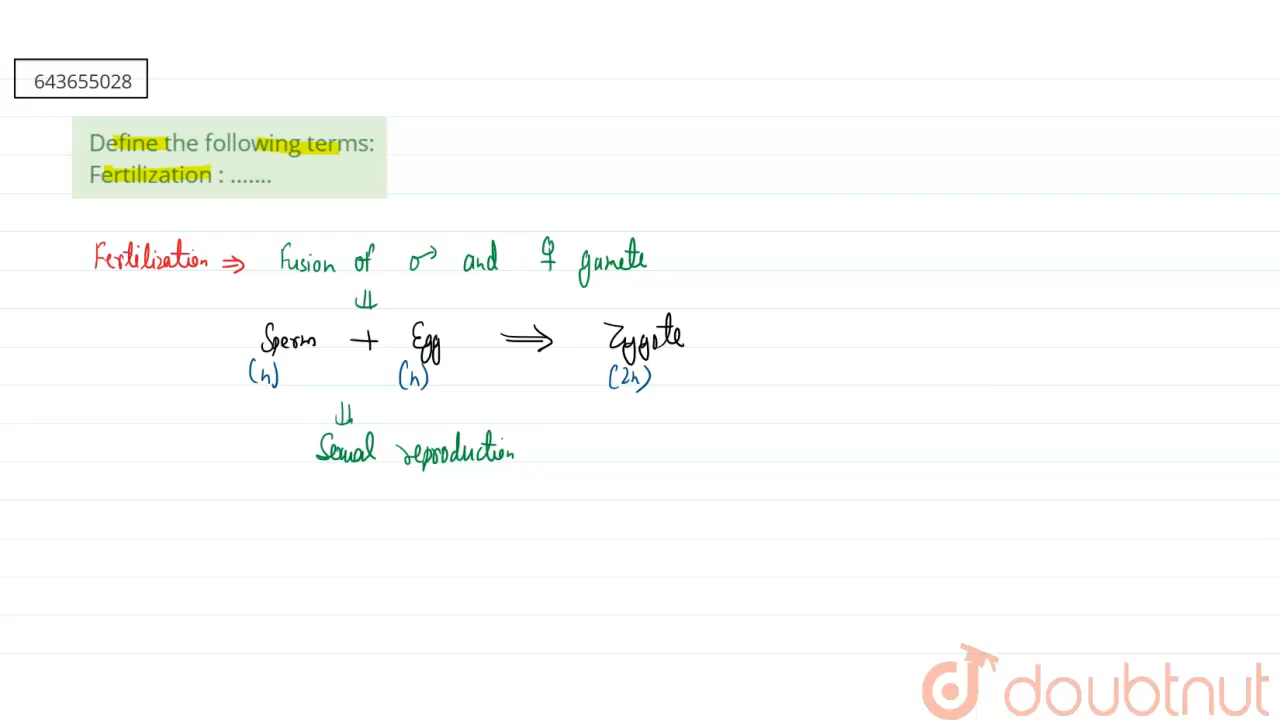 643655028
Define the following terms:
Fertilization : .......
Fertilization ⇒ Fusion of ♂ and ♀ gamete
⇓
Sperm + Egg ⟹ Zygote
(n) (n) (2n)
⇓
Sexual reproduction
doubtnut